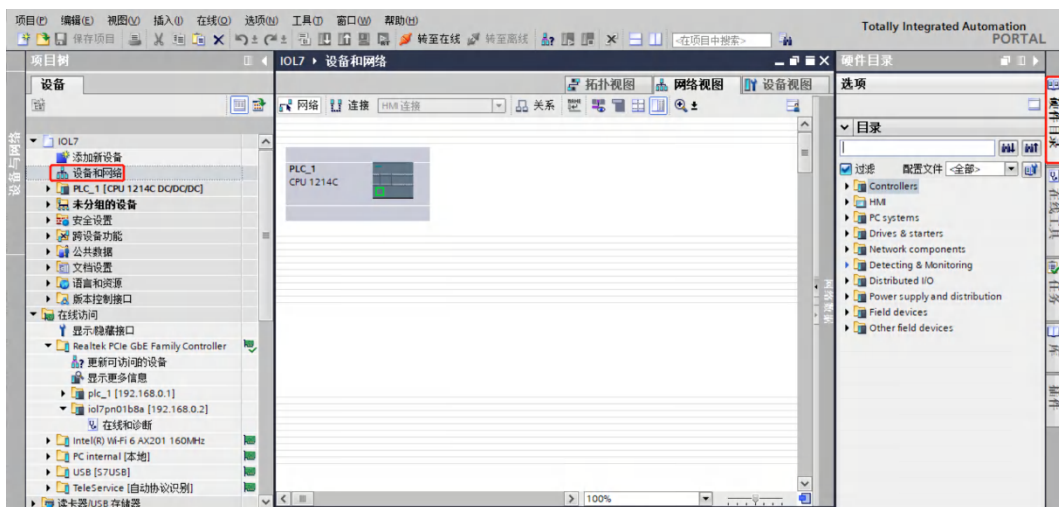 项目(P) 编辑(E) 视图(V) 插入(I) 在线(O) 选项(N) 工具(T) 窗口(W) 帮助(H)
Totally Integrated Automation
PORTAL
保存项目 转至在线 转至离线 <在项目中搜索>
项目树
IOL7 ▸ 设备和网络
硬件目录
设备
拓扑视图 网络视图 设备视图
选项
网络 连接 HMI 连接 关系
目录
IOL7
添加新设备
设备和网络
PLC_1 [CPU 1214C DC/DC/DC]
未分组的设备
安全设置
跨设备功能
公共数据
文档设置
语言和资源
版本控制接口
在线访问
显示/隐藏接口
Realtek PCIe GbE Family Controller
更新可访问的设备
显示更多信息
plc_1 [192.168.0.1]
iol7pn01b8a [192.168.0.2]
在线和诊断
Intel(R) Wi-Fi 6 AX201 160MHz
PC internal [本地]
USB [S7USB]
TeleService [自动协议识别]
读卡器/USB 存储器
PLC_1
CPU 1214C
100%
过滤 配置文件 <全部>
Controllers
HMI
PC systems
Drives & starters
Network components
Detecting & Monitoring
Distributed I/O
Power supply and distribution
Field devices
Other field devices
设备与网络
网络数据
硬件目录
在线工具
任务
库
插件